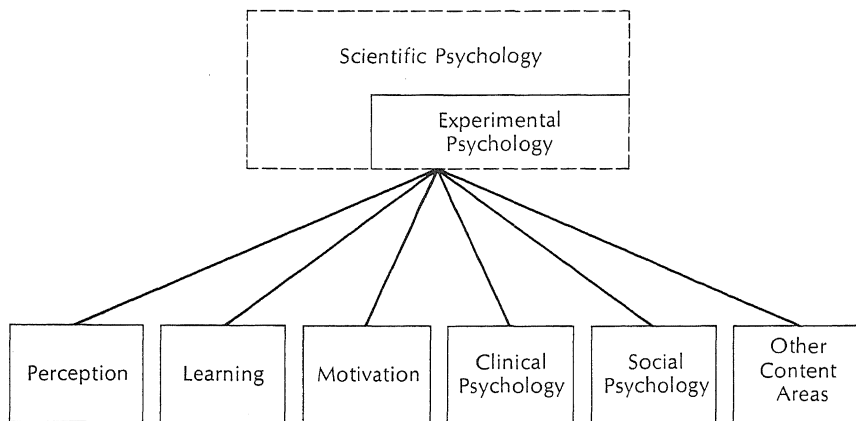 Scientific Psychology
Experimental
Psychology
Perception
Learning
Motivation
Clinical
Psychology
Social
Psychology
Other
Content
Areas